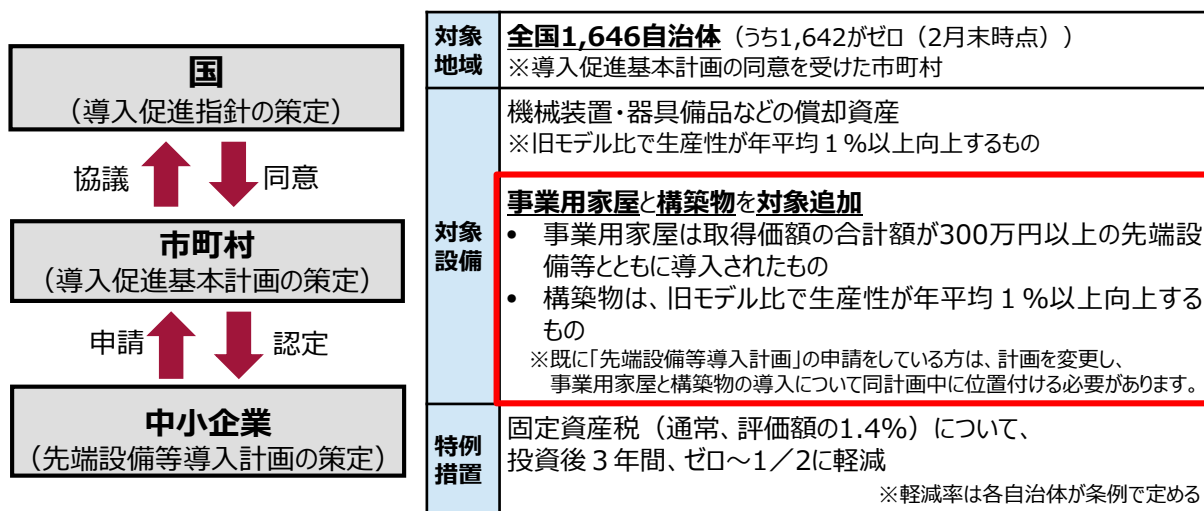 国
（導入促進指針の策定）
協議
同意
市町村
（導入促進基本計画の策定）
申請
認定
中小企業
（先端設備等導入計画の策定）
対象
地域
全国1,646自治体（うち1,642がゼロ（2月末時点））
※導入促進基本計画の同意を受けた市町村
対象
設備
機械装置・器具備品などの償却資産
※旧モデル比で生産性が年平均１％以上向上するもの
事業用家屋と構築物を対象追加
• 事業用家屋は取得価額の合計額が300万円以上の先端設
備等とともに導入されたもの
• 構築物は、旧モデル比で生産性が年平均１％以上向上する
もの
※既に「先端設備等導入計画」の申請をしている方は、計画を変更し、
事業用家屋と構築物の導入について同計画中に位置付ける必要があります。
特例
措置
固定資産税（通常、評価額の1.4%）について、
投資後３年間、ゼロ～1／2に軽減
※軽減率は各自治体が条例で定める